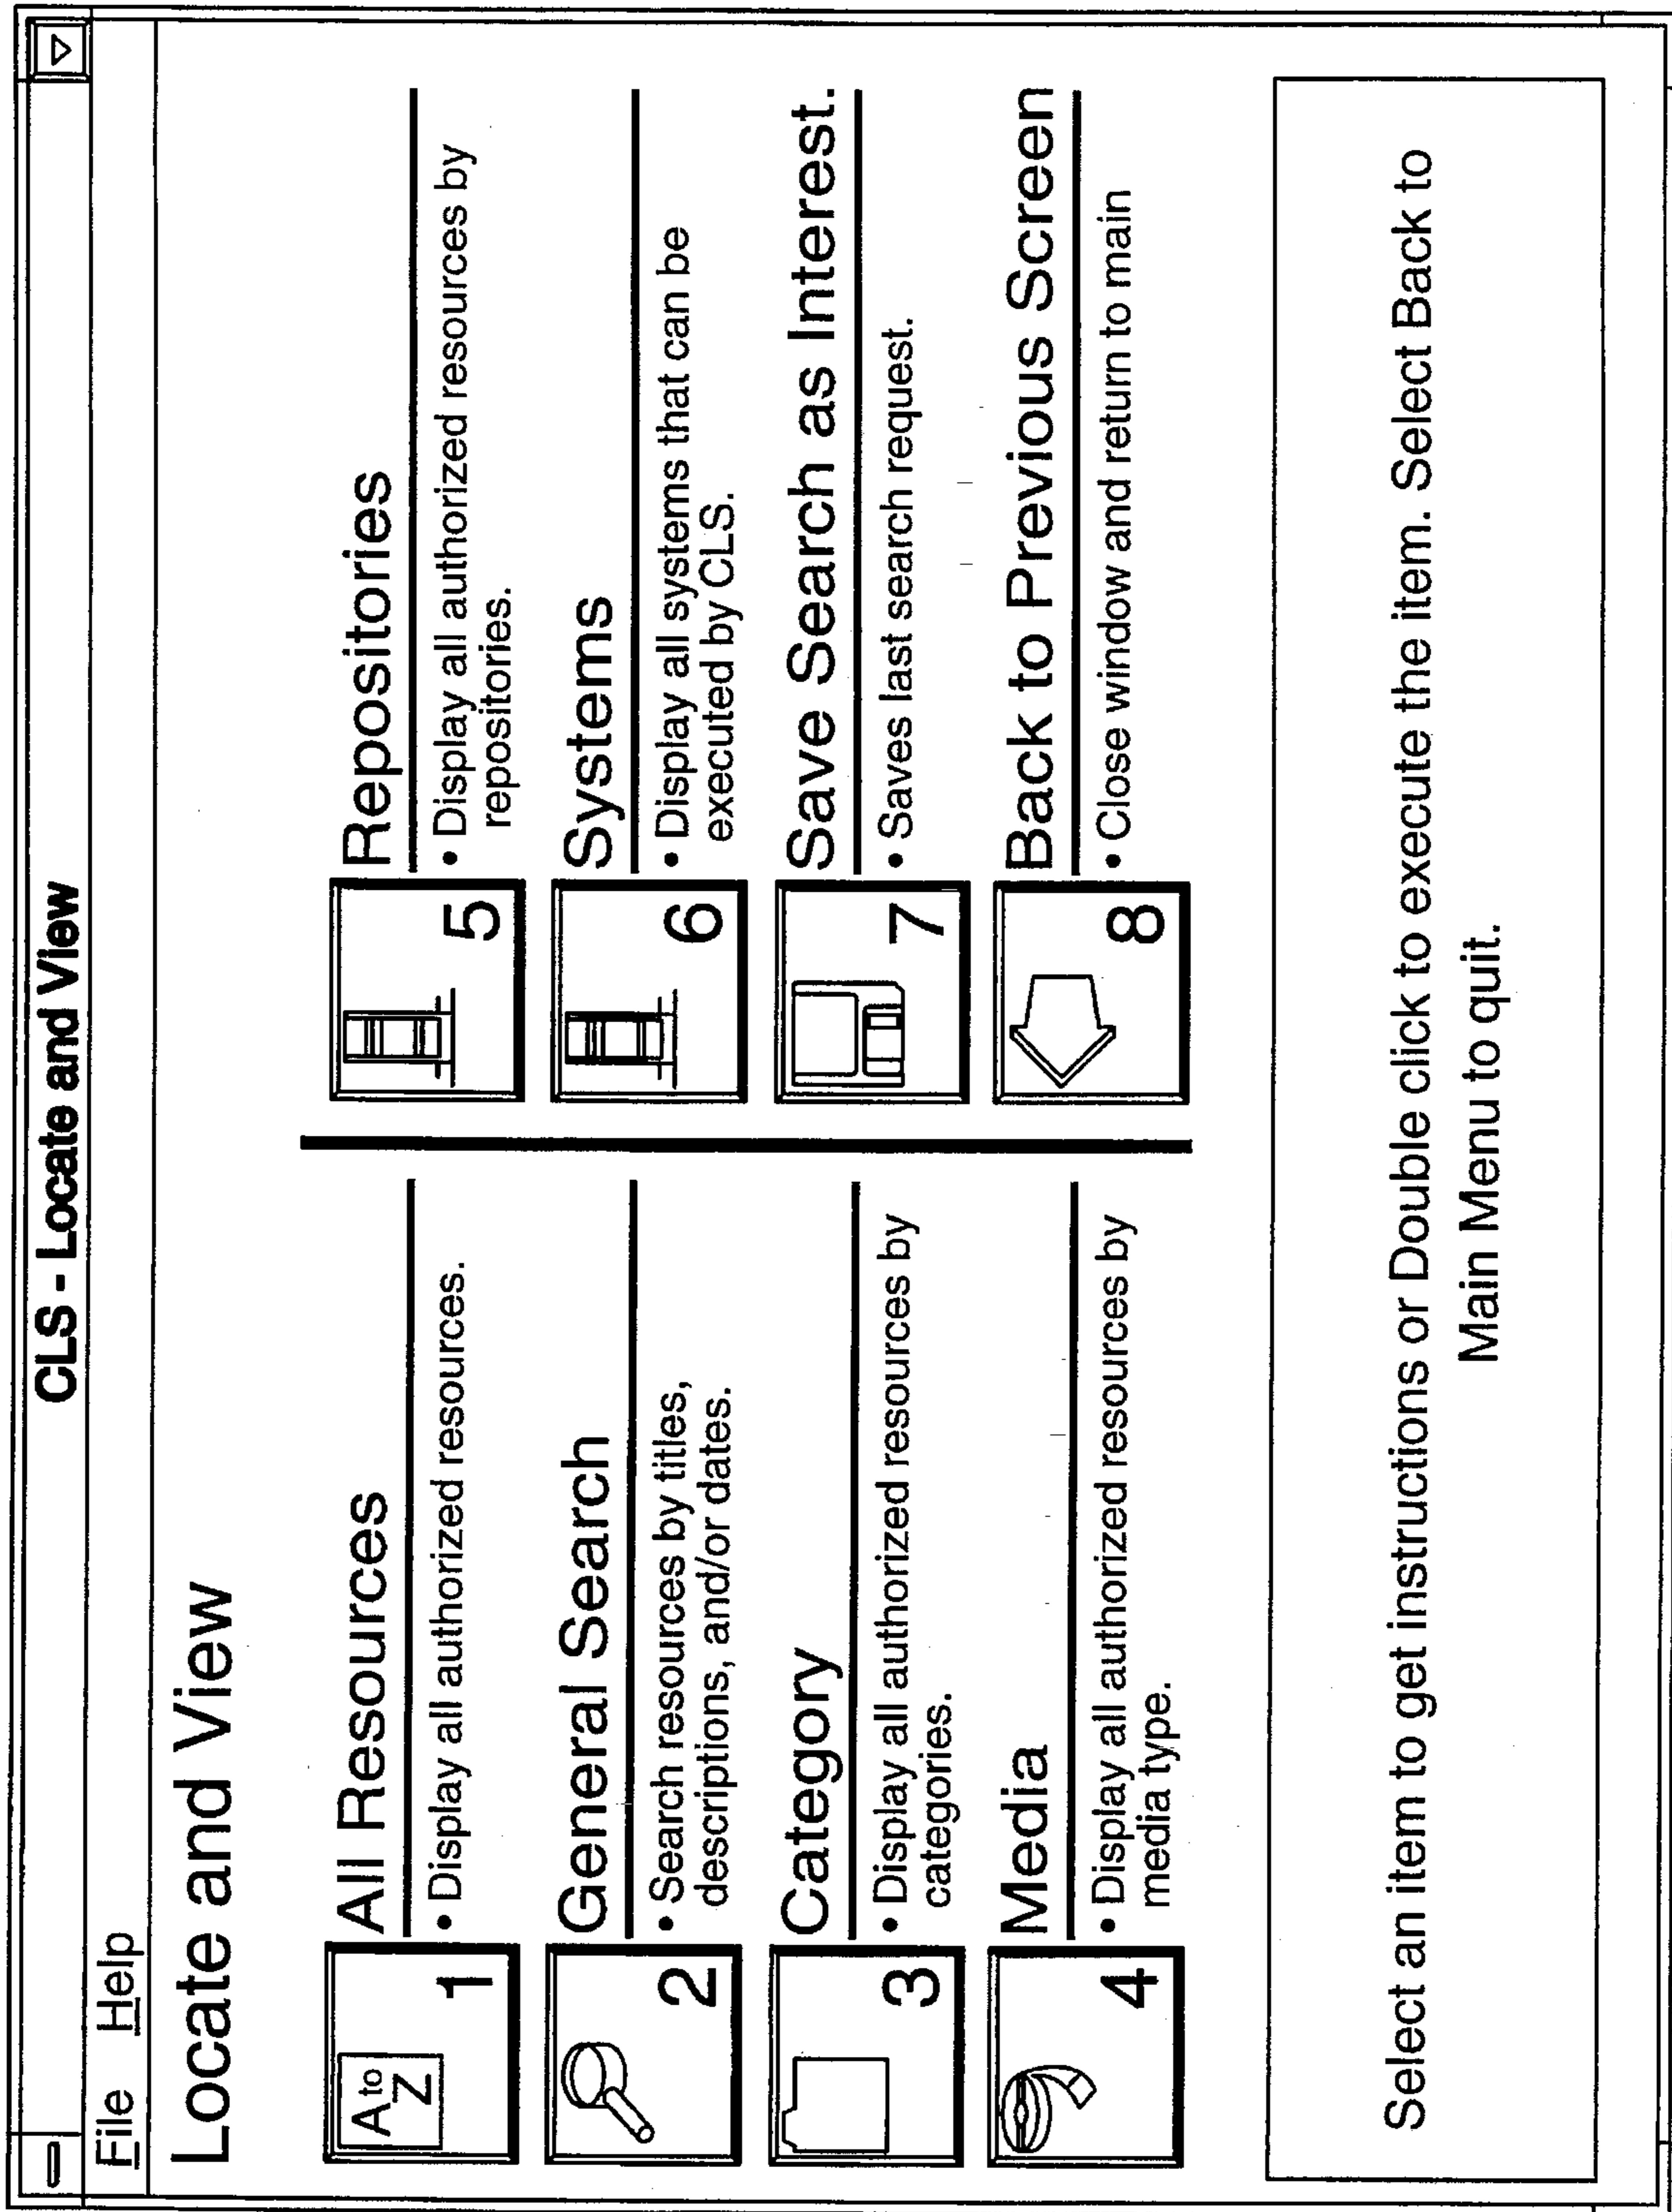 CLS - Locate and View
File Help
Locate and View
A to
Z
1
All Resources
• Display all authorized resources.
2
General Search
• Search resources by titles,
descriptions, and/or dates.
3
Category
• Display all authorized resources by
categories.
4
Media
• Display all authorized resources by
media type.
5
Repositories
• Display all authorized resources by
repositories.
6
Systems
• Display all systems that can be
executed by CLS.
7
Save Search as Interest.
• Saves last search request.
8
Back to Previous Screen
• Close window and return to main
Select an item to get instructions or Double click to execute the item. Select Back to
Main Menu to quit.